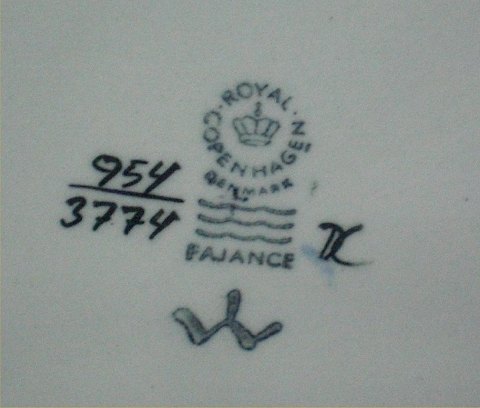 ROYAL COPENHAGEN
DENMARK
954
3774
FAJANCE